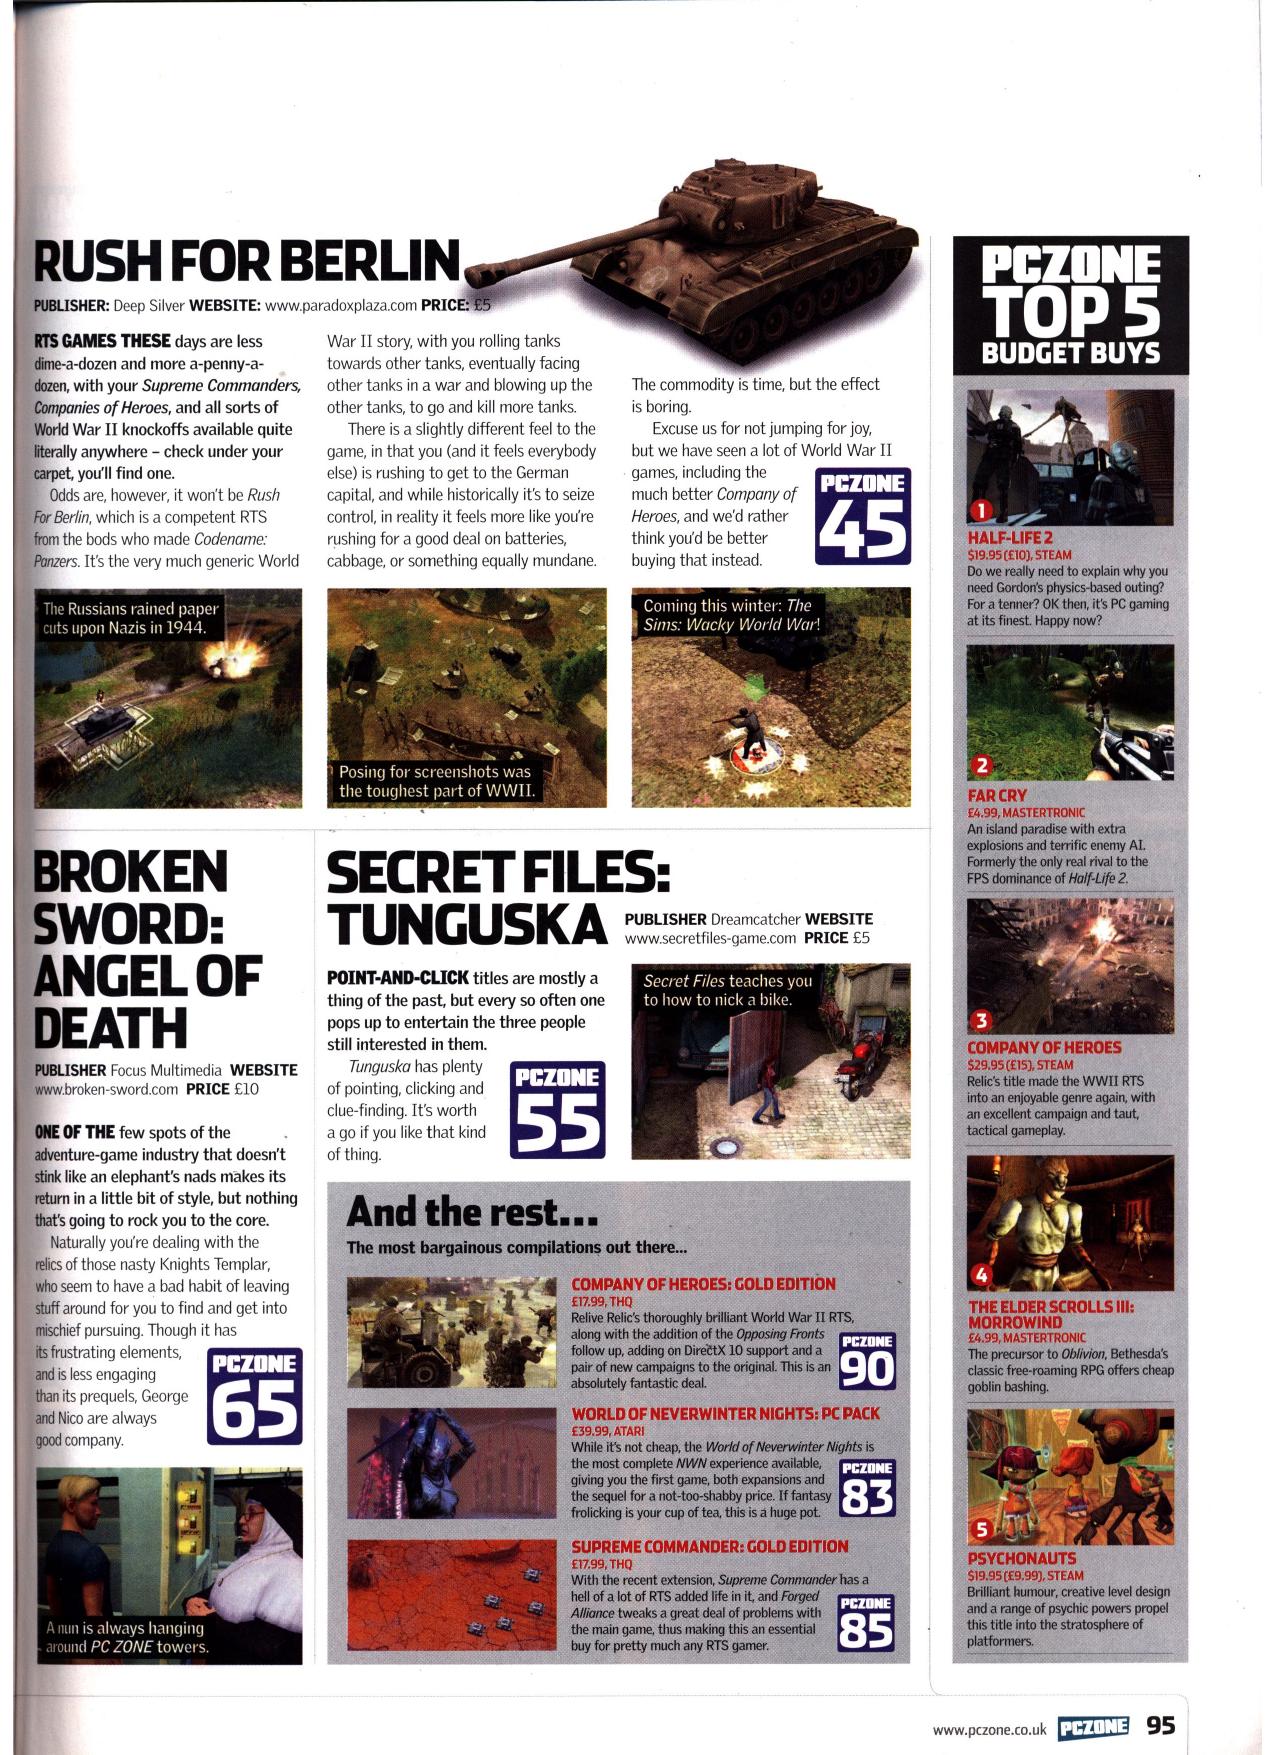 RUSH FOR BERLIN
PUBLISHER: Deep Silver WEBSITE: www.paradoxplaza.com PRICE: £5
RTS GAMES THESE days are less
dime-a-dozen and more a-penny-a-
dozen, with your Supreme Commanders,
Companies of Heroes, and all sorts of
World War II knockoffs available quite
literally anywhere – check under your
carpet, you'll find one.
Odds are, however, it won't be Rush
For Berlin, which is a competent RTS
from the bods who made Codename:
Panzers. It's the very much generic World
War II story, with you rolling tanks
towards other tanks, eventually facing
other tanks in a war and blowing up the
other tanks, to go and kill more tanks.
There is a slightly different feel to the
game, in that you (and it feels everybody
else) is rushing to get to the German
capital, and while historically it's to seize
control, in reality it feels more like you're
rushing for a good deal on batteries,
cabbage, or something equally mundane.
The commodity is time, but the effect
is boring.
Excuse us for not jumping for joy,
but we have seen a lot of World War II
games, including the
much better Company of
Heroes, and we'd rather
think you'd be better
buying that instead.
PCZONE
45
The Russians rained paper
cuts upon Nazis in 1944.
Posing for screenshots was
the toughest part of WWII.
Coming this winter: The
Sims: Wacky World War!
BROKEN
SWORD:
ANGEL OF
DEATH
PUBLISHER Focus Multimedia WEBSITE
www.broken-sword.com PRICE £10
ONE OF THE few spots of the
adventure-game industry that doesn't
stink like an elephant's nads makes its
return in a little bit of style, but nothing
that's going to rock you to the core.
Naturally you're dealing with the
relics of those nasty Knights Templar,
who seem to have a bad habit of leaving
stuff around for you to find and get into
mischief pursuing. Though it has
its frustrating elements,
and is less engaging
than its prequels, George
and Nico are always
good company.
PCZONE
65
A nun is always hanging
around PC ZONE towers.
SECRET FILES:
TUNGUSKA
PUBLISHER Dreamcatcher WEBSITE
www.secretfiles-game.com PRICE £5
POINT-AND-CLICK titles are mostly a
thing of the past, but every so often one
pops up to entertain the three people
still interested in them.
Tunguska has plenty
of pointing, clicking and
clue-finding. It's worth
a go if you like that kind
of thing.
PCZONE
55
Secret Files teaches you
to how to nick a bike.
And the rest...
The most bargainous compilations out there...
COMPANY OF HEROES: GOLD EDITION
£17.99, THQ
Relive Relic's thoroughly brilliant World War II RTS,
along with the addition of the Opposing Fronts
follow up, adding on DirectX 10 support and a
pair of new campaigns to the original. This is an
absolutely fantastic deal.
PCZONE
90
WORLD OF NEVERWINTER NIGHTS: PC PACK
£39.99, ATARI
While it's not cheap, the World of Neverwinter Nights is
the most complete NWN experience available,
giving you the first game, both expansions and
the sequel for a not-too-shabby price. If fantasy
frolicking is your cup of tea, this is a huge pot.
PCZONE
83
SUPREME COMMANDER: GOLD EDITION
£17.99, THQ
With the recent extension, Supreme Commander has a
hell of a lot of RTS added life in it, and Forged
Alliance tweaks a great deal of problems with
the main game, thus making this an essential
buy for pretty much any RTS gamer.
PCZONE
85
PCZONE
TOP 5
BUDGET BUYS
1
HALF-LIFE 2
$19.95 (£10), STEAM
Do we really need to explain why you
need Gordon's physics-based outing?
For a tenner? OK then, it's PC gaming
at its finest. Happy now?
2
FAR CRY
£4.99, MASTERTRONIC
An island paradise with extra
explosions and terrific enemy AI.
Formerly the only real rival to the
FPS dominance of Half-Life 2.
3
COMPANY OF HEROES
$29.95 (£15), STEAM
Relic's title made the WWII RTS
into an enjoyable genre again, with
an excellent campaign and taut,
tactical gameplay.
4
THE ELDER SCROLLS III:
MORROWIND
£4.99, MASTERTRONIC
The precursor to Oblivion, Bethesda's
classic free-roaming RPG offers cheap
goblin bashing.
5
PSYCHONAUTS
$19.95 (£9.99), STEAM
Brilliant humour, creative level design
and a range of psychic powers propel
this title into the stratosphere of
platformers.
www.pczone.co.uk PCZONE 95